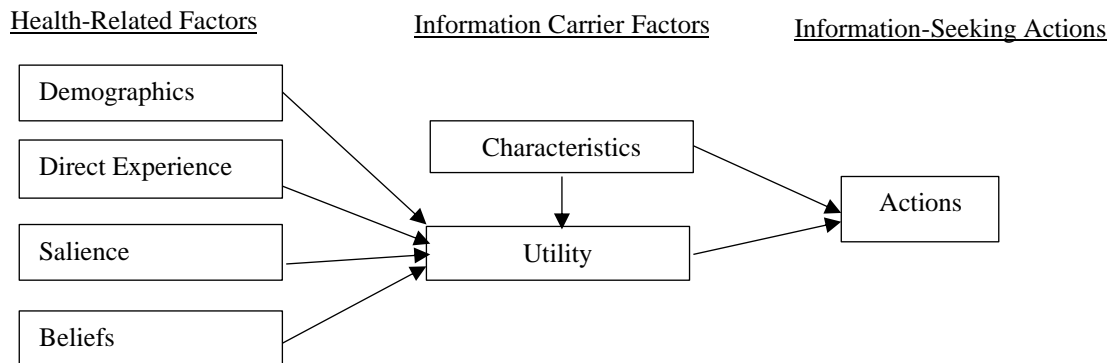 Health-Related Factors
Information Carrier Factors
Information-Seeking Actions
Demographics
Direct Experience
Salience
Beliefs
Characteristics
Utility
Actions